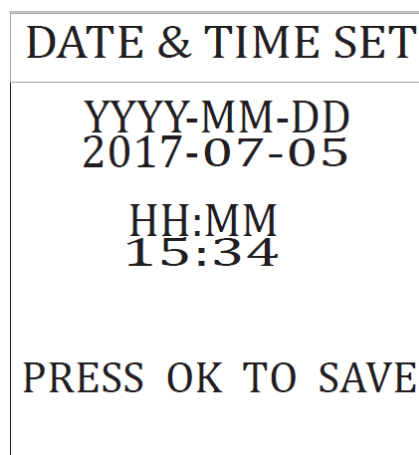 DATE & TIME SET
YYYY-MM-DD
2017-07-05
HH:MM
15:34
PRESS OK TO SAVE